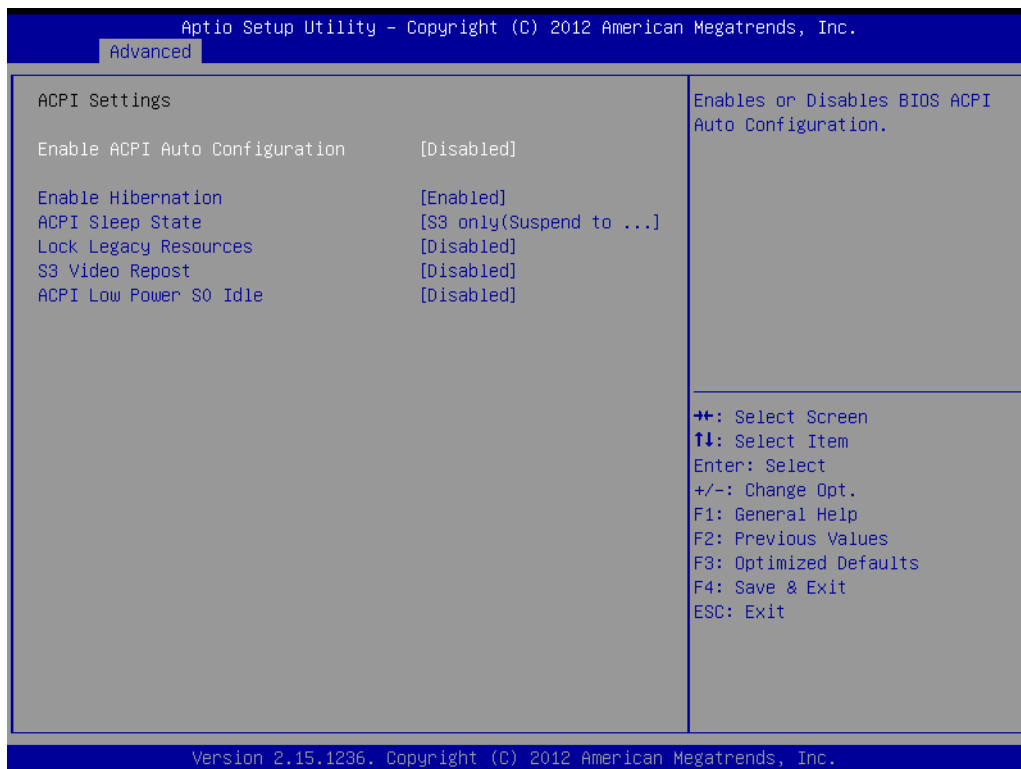 Aptio Setup Utility – Copyright (C) 2012 American Megatrends, Inc.
Advanced
ACPI Settings
Enable ACPI Auto Configuration [Disabled]
Enable Hibernation [Enabled]
ACPI Sleep State [S3 only(Suspend to ...]
Lock Legacy Resources [Disabled]
S3 Video Repost [Disabled]
ACPI Low Power S0 Idle [Disabled]
Enables or Disables BIOS ACPI
Auto Configuration.
→←: Select Screen
↑↓: Select Item
Enter: Select
+/-: Change Opt.
F1: General Help
F2: Previous Values
F3: Optimized Defaults
F4: Save & Exit
ESC: Exit
Version 2.15.1236. Copyright (C) 2012 American Megatrends, Inc.